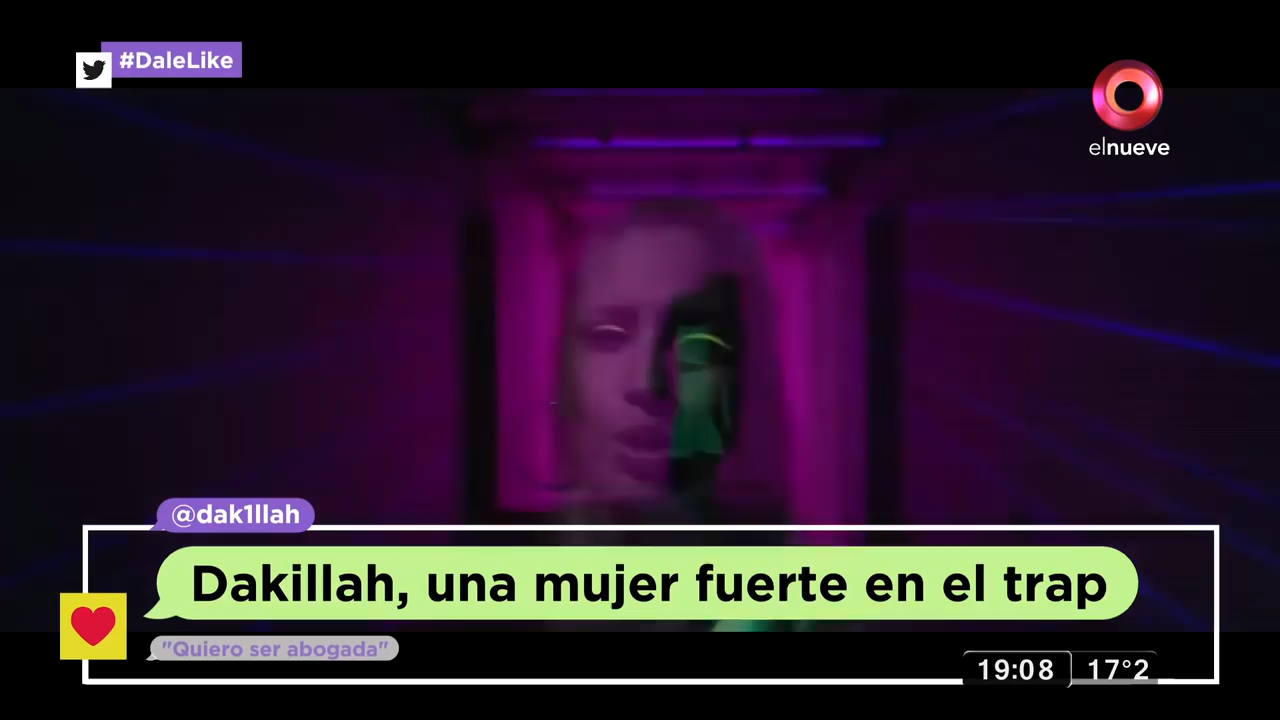 #DaleLike
elnueve
@dak1llah
Dakillah, una mujer fuerte en el trap
"Quiero ser abogada"
19:08 17°2